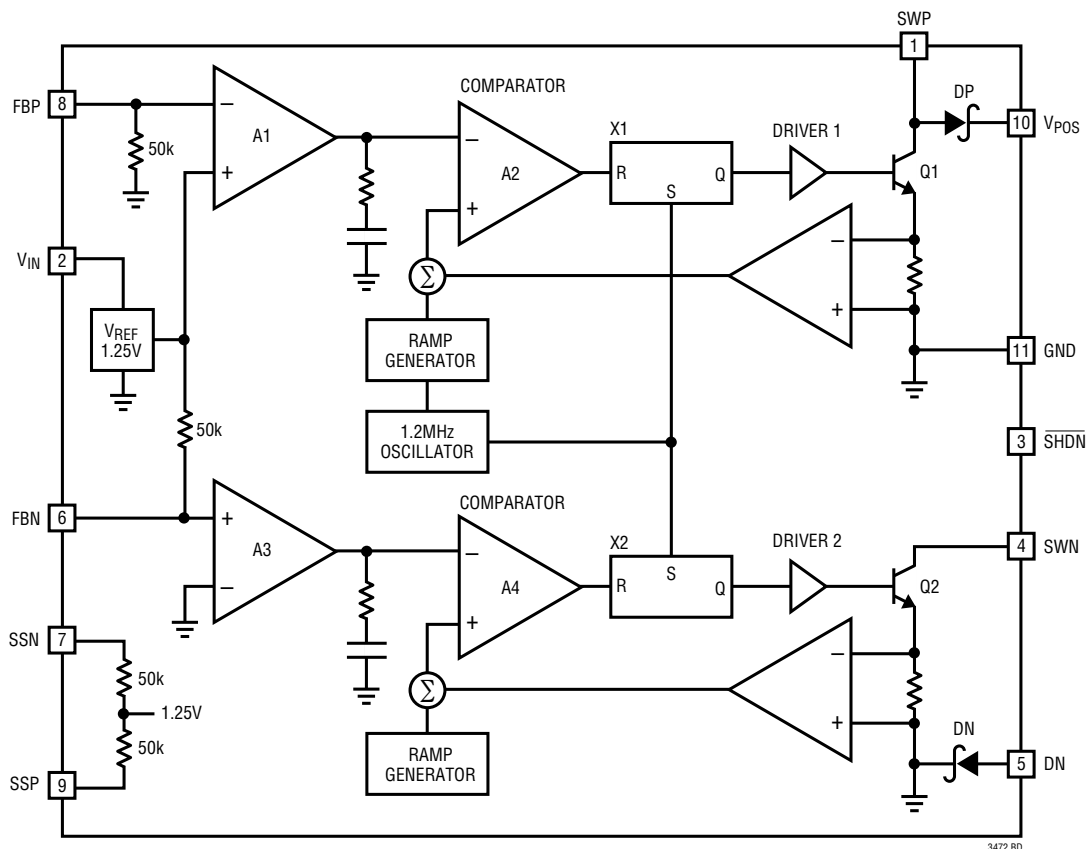 SWP
1
COMPARATOR
FBP
8
−
A1
+
50k
−
A2
+
X1
R
S
Q
DRIVER 1
DP
10
VPOS
Q1
VIN
2
VREF
1.25V
Σ
−
+
RAMP
GENERATOR
11
GND
50k
1.2MHz
OSCILLATOR
3
SHDN
COMPARATOR
FBN
6
+
A3
−
−
A4
+
X2
R
S
Q
DRIVER 2
4
SWN
Q2
SSN
7
50k
1.25V
50k
Σ
−
+
RAMP
GENERATOR
DN
5
DN
SSP
9
3472 BD